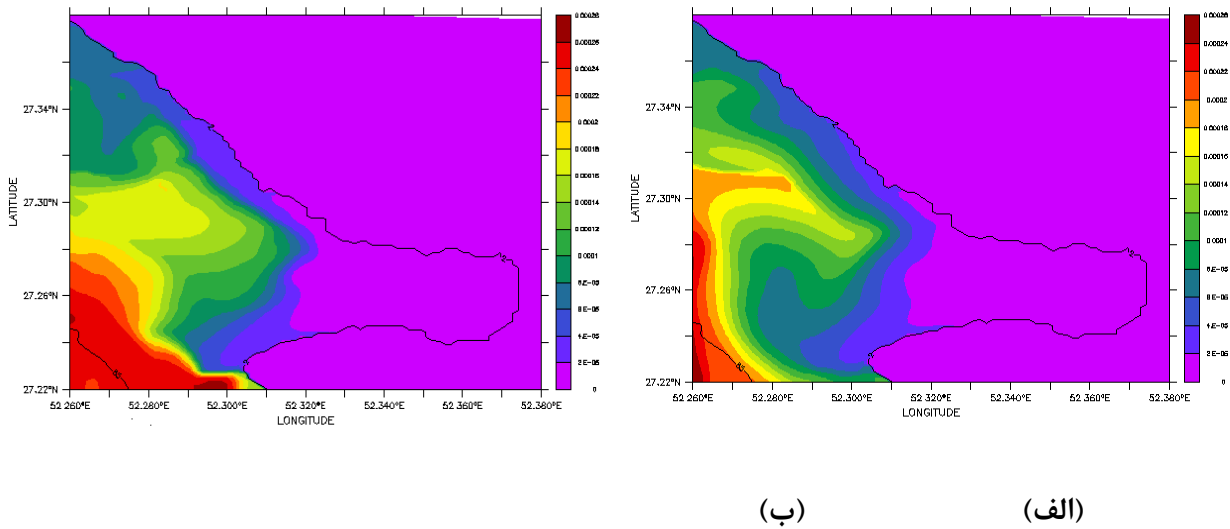 0.00028
0.00026
0.00024
0.00022
0.0002
0.00018
0.00016
0.00014
0.00012
0.0001
8E-05
6E-05
4E-05
2E-05
0
27.34°N
27.30°N
27.26°N
27.22°N
LATITUDE
52.260°E 52.280°E 52.300°E 52.320°E 52.340°E 52.360°E 52.380°E
LONGITUDE
0.00026
0.00024
0.00022
0.0002
0.00018
0.00016
0.00014
0.00012
0.0001
8E-05
6E-05
4E-05
2E-05
0
27.34°N
27.30°N
27.26°N
27.22°N
LATITUDE
52.260°E 52.280°E 52.300°E 52.320°E 52.340°E 52.360°E 52.380°E
LONGITUDE
(الف) (ب)